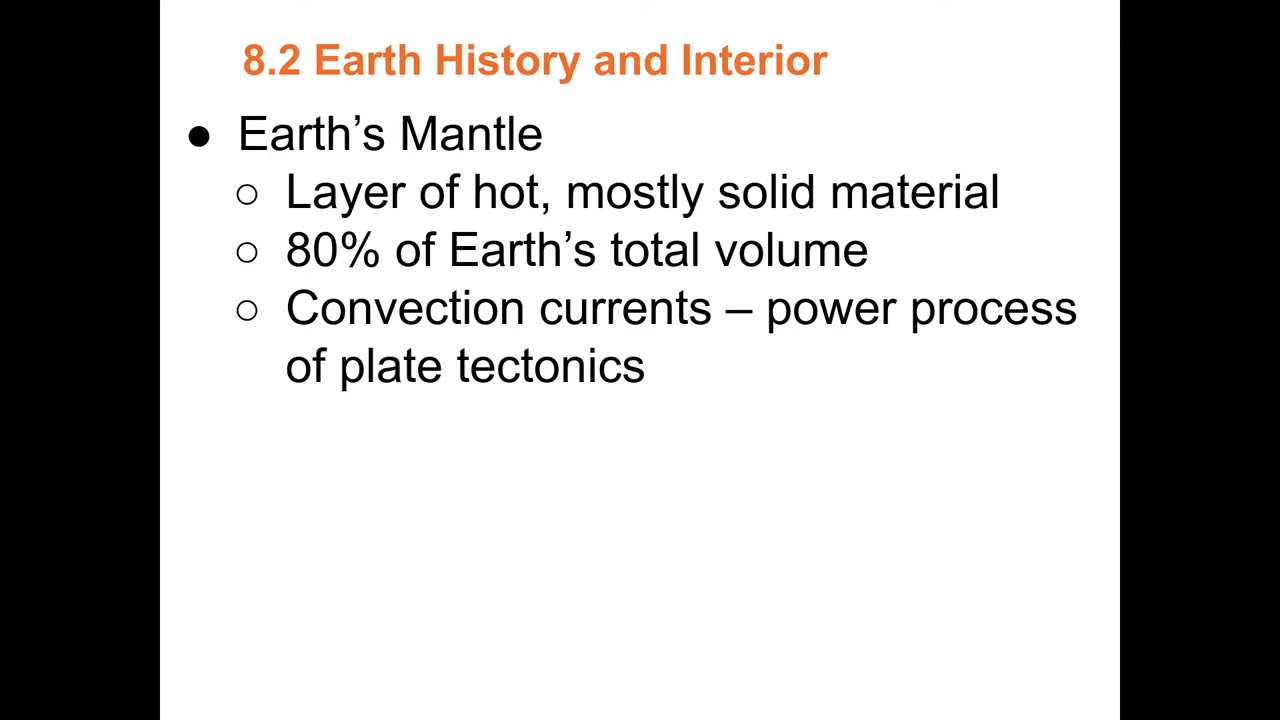 8.2 Earth History and Interior
● Earth’s Mantle
○ Layer of hot, mostly solid material
○ 80% of Earth’s total volume
○ Convection currents – power process
of plate tectonics